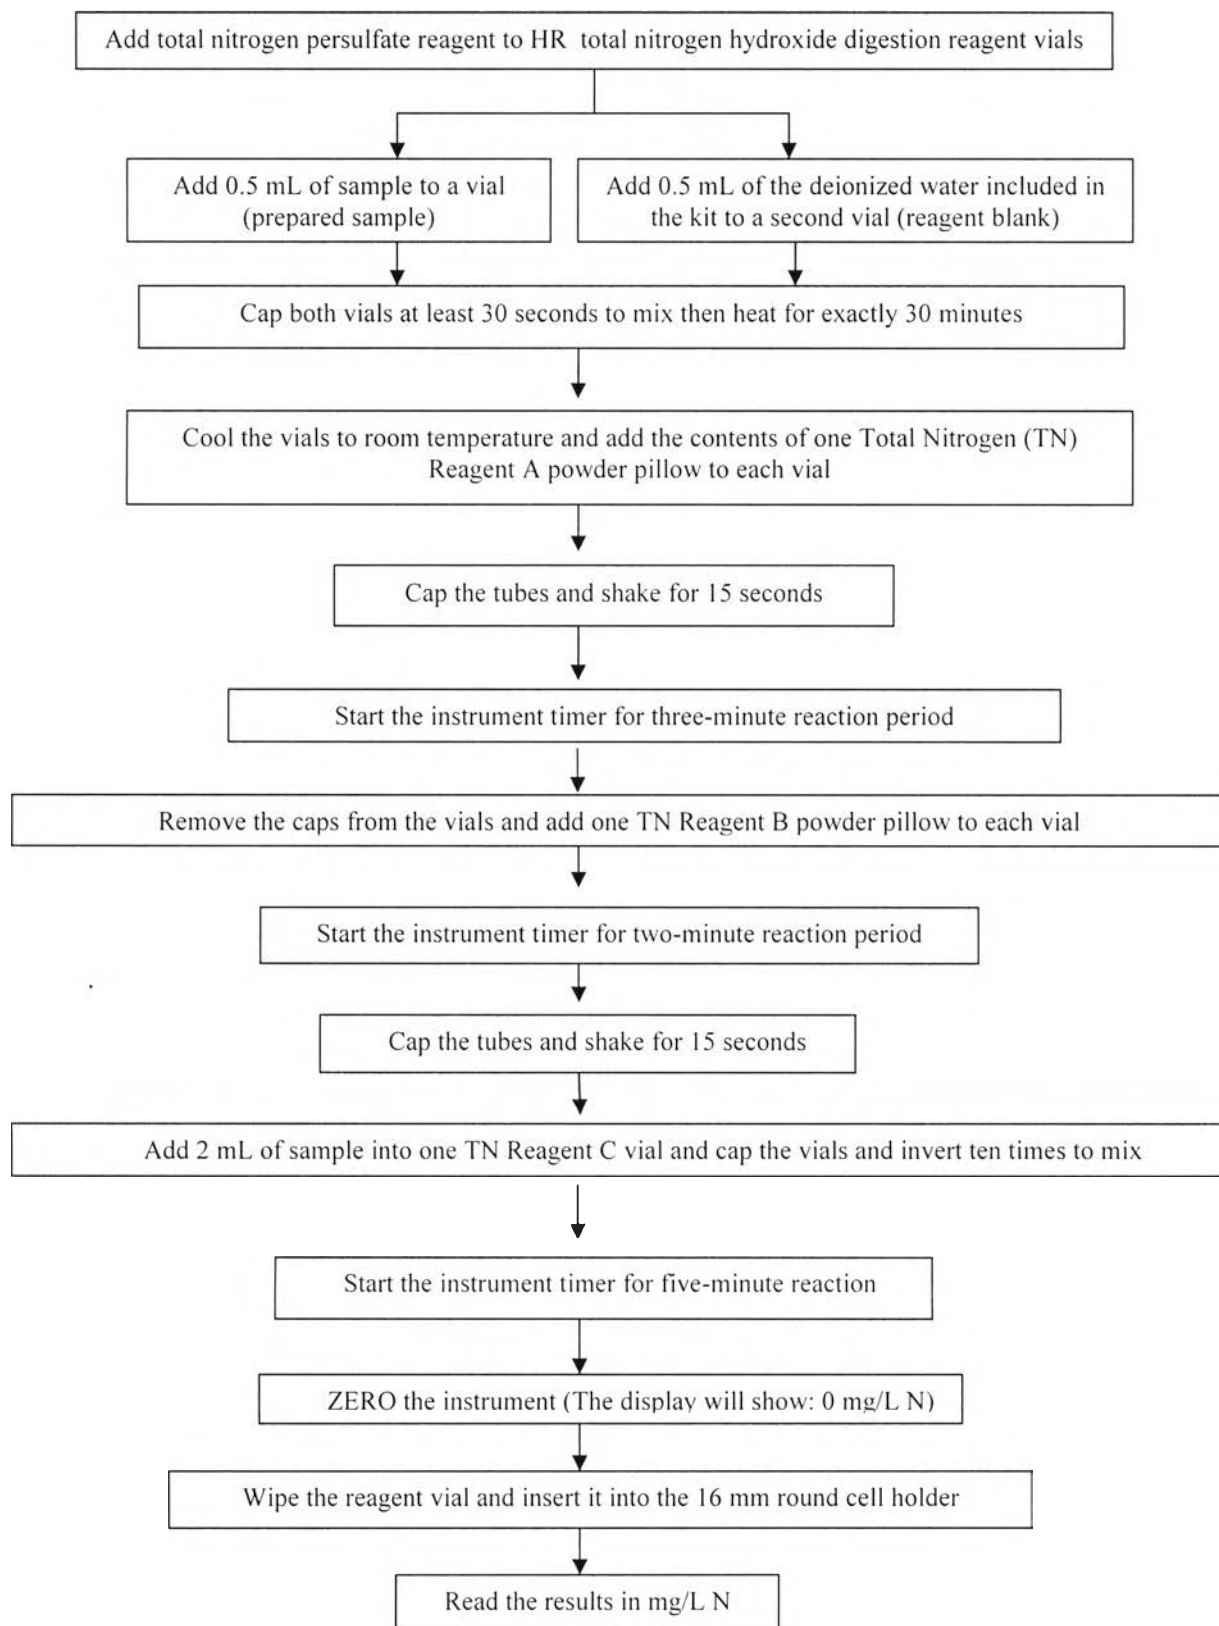 Add total nitrogen persulfate reagent to HR total nitrogen hydroxide digestion reagent vials
Add 0.5 mL of sample to a vial
(prepared sample)
Add 0.5 mL of the deionized water included in
the kit to a second vial (reagent blank)
Cap both vials at least 30 seconds to mix then heat for exactly 30 minutes
Cool the vials to room temperature and add the contents of one Total Nitrogen (TN)
Reagent A powder pillow to each vial
Cap the tubes and shake for 15 seconds
Start the instrument timer for three-minute reaction period
Remove the caps from the vials and add one TN Reagent B powder pillow to each vial
Start the instrument timer for two-minute reaction period
Cap the tubes and shake for 15 seconds
Add 2 mL of sample into one TN Reagent C vial and cap the vials and invert ten times to mix
Start the instrument timer for five-minute reaction
ZERO the instrument (The display will show: 0 mg/L N)
Wipe the reagent vial and insert it into the 16 mm round cell holder
Read the results in mg/L N